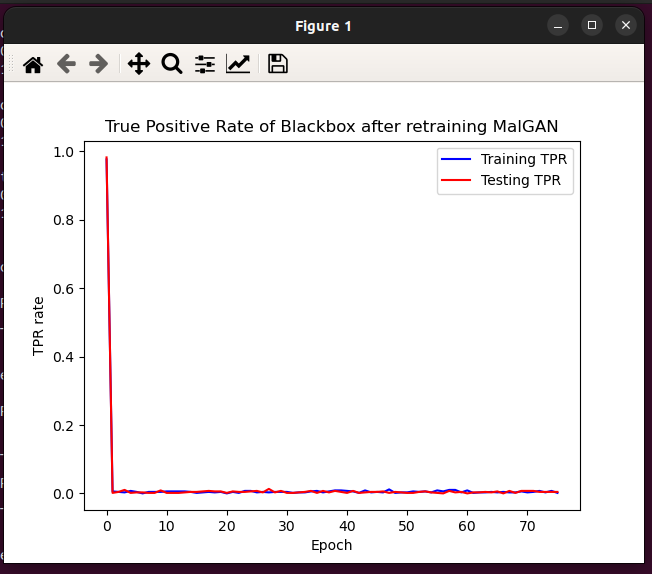 Figure 1
True Positive Rate of Blackbox after retraining MalGAN
Training TPR
Testing TPR
1.0
0.8
0.6
0.4
0.2
0.0
TPR rate
0 10 20 30 40 50 60 70
Epoch